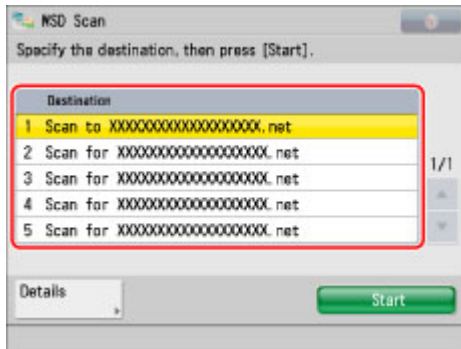 WSD Scan
Specify the destination, then press [Start].
Destination
1 Scan to XXXXXXXXXXXXXXXXXXX.net
2 Scan for XXXXXXXXXXXXXXXXXXX.net
3 Scan for XXXXXXXXXXXXXXXXXXX.net
4 Scan for XXXXXXXXXXXXXXXXXXX.net
5 Scan for XXXXXXXXXXXXXXXXXXX.net
1/1
Details
Start